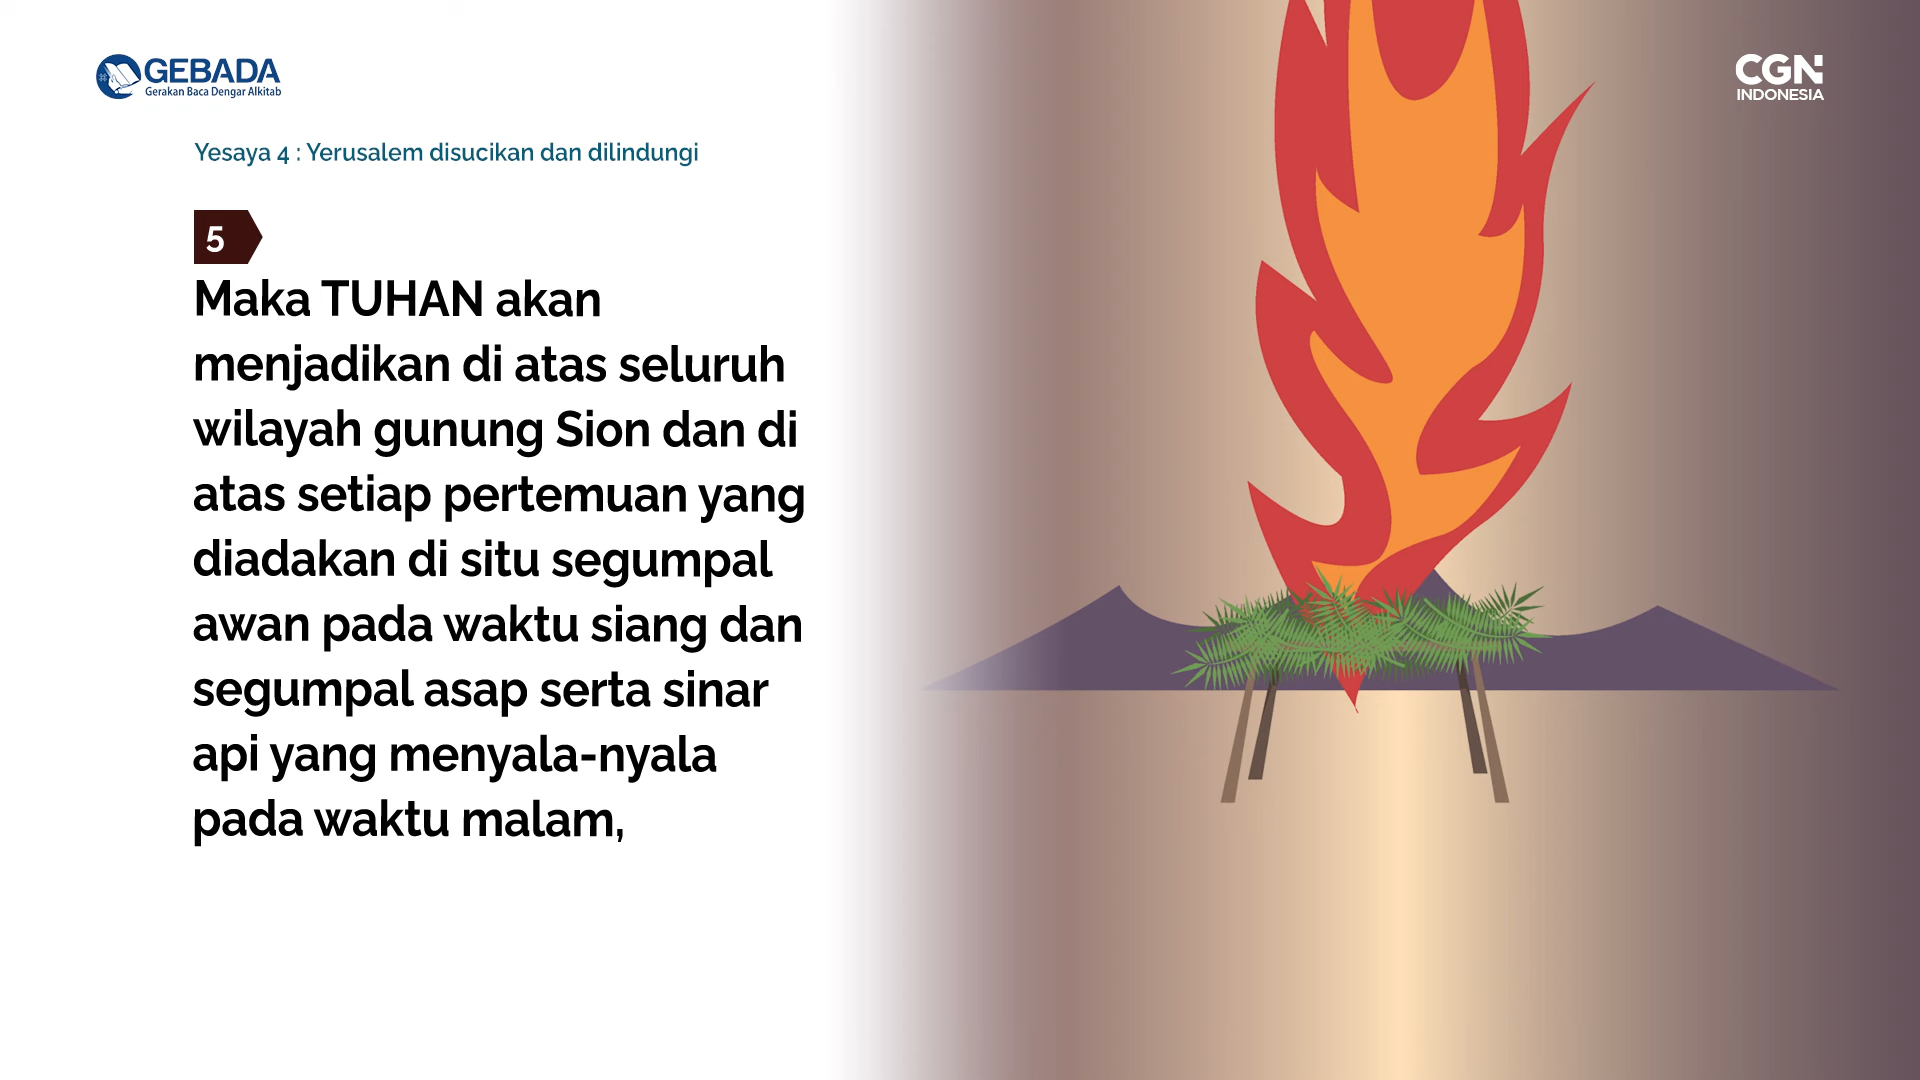 GEBADA
Gerakan Baca Dengar Alkitab
CGN
INDONESIA
Yesaya 4 : Yerusalem disucikan dan dilindungi
5
Maka TUHAN akan
menjadikan di atas seluruh
wilayah gunung Sion dan di
atas setiap pertemuan yang
diadakan di situ segumpal
awan pada waktu siang dan
segumpal asap serta sinar
api yang menyala-nyala
pada waktu malam,